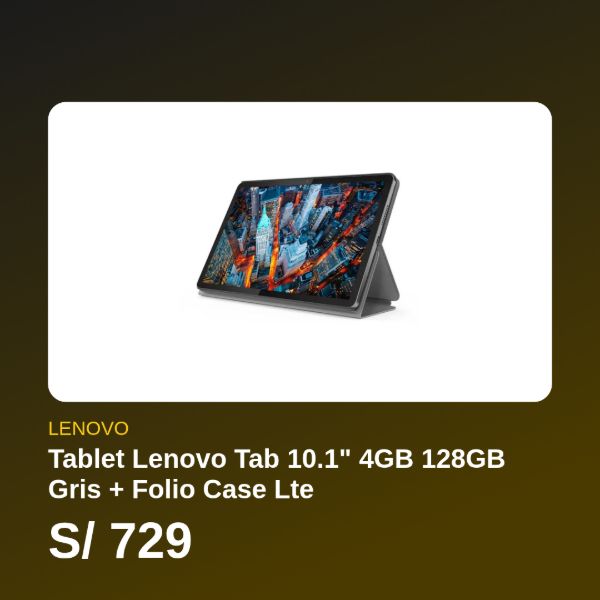 LENOVO
Tablet Lenovo Tab 10.1" 4GB 128GB
Gris + Folio Case Lte
S/ 729